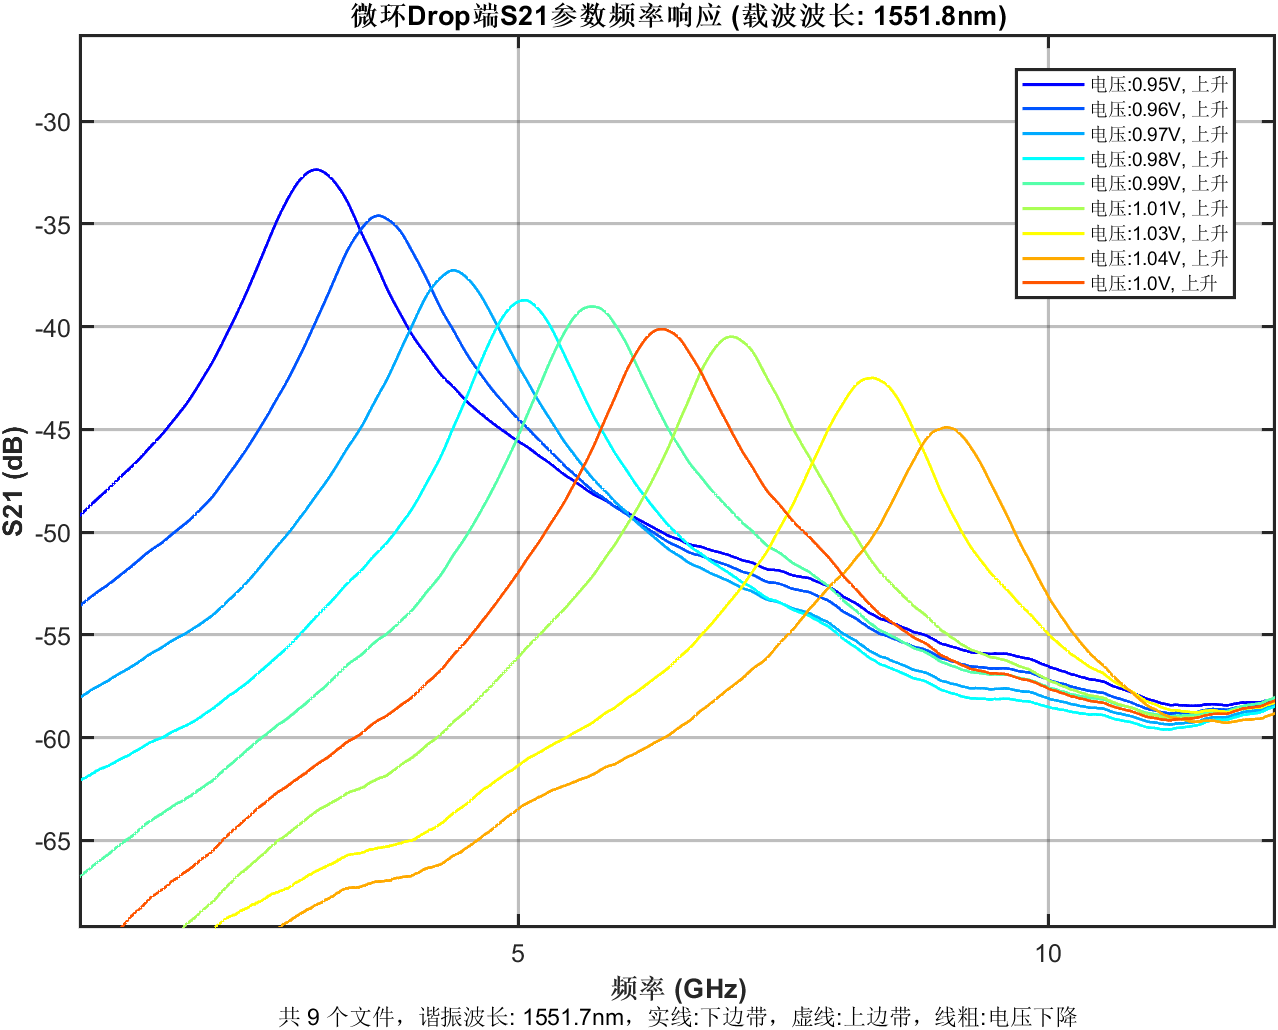 微环Drop端S21参数频率响应 (载波波长: 1551.8nm)
电压:0.95V, 上升
电压:0.96V, 上升
电压:0.97V, 上升
电压:0.98V, 上升
电压:0.99V, 上升
电压:1.01V, 上升
电压:1.03V, 上升
电压:1.04V, 上升
电压:1.0V, 上升
S21 (dB)
-30
-35
-40
-45
-50
-55
-60
-65
5
10
频率 (GHz)
共 9 个文件，谐振波长: 1551.7nm，实线:下边带，虚线:上边带，线粗:电压下降